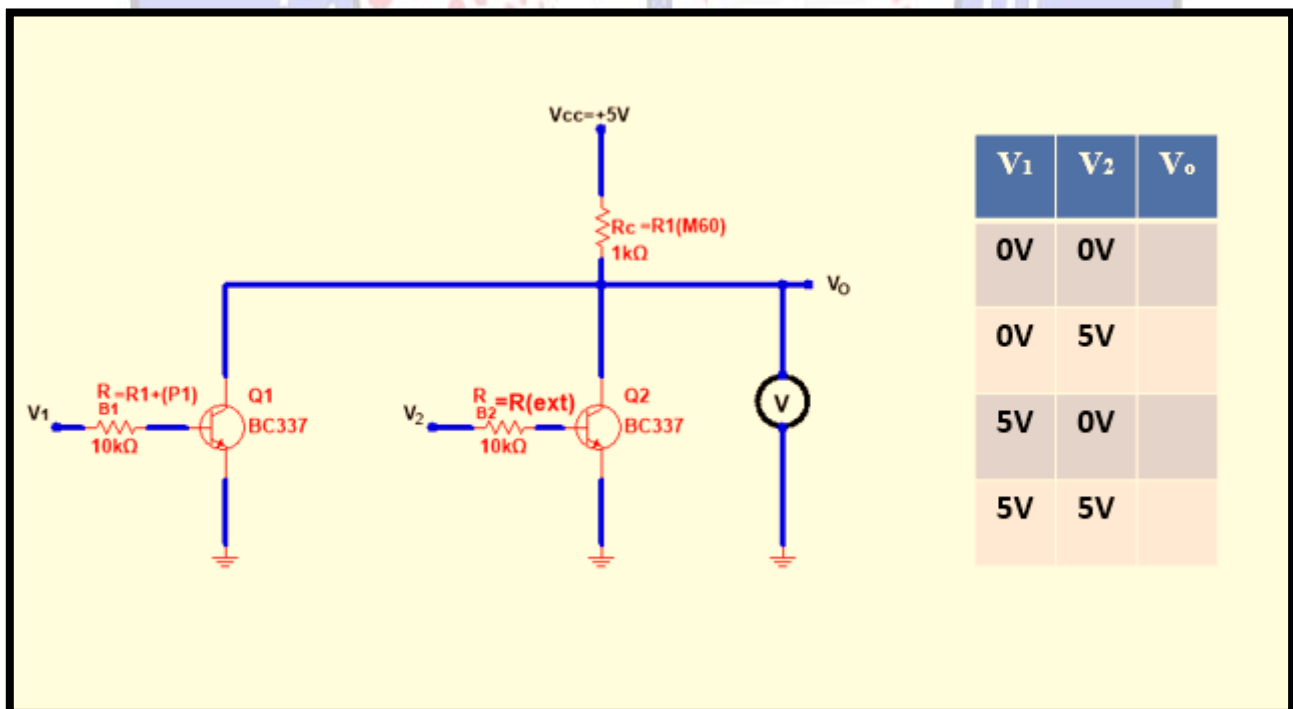 Vcc=+5V
Rc =R1(M60)
1kΩ
Vo
R =R1+(P1)
B1
V1
10kΩ
Q1
BC337
R =R(ext)
B2
V2
10kΩ
Q2
BC337
V
V1 V2 Vo
0V 0V
0V 5V
5V 0V
5V 5V